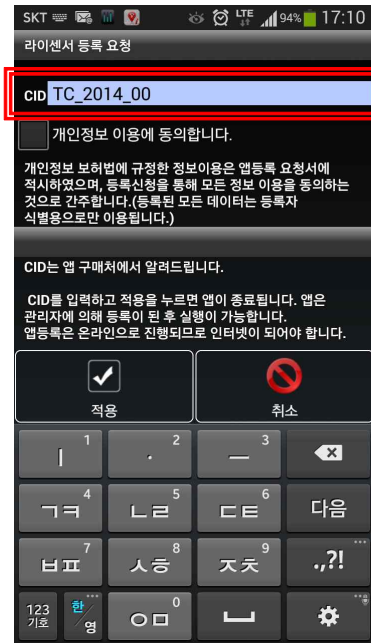 SKT LTE 94% 17:10
라이센서 등록 요청
CID TC_2014_00
개인정보 이용에 동의합니다.
개인정보 보허법에 규정한 정보이용은 앱등록 요청서에
적시하였으며, 등록신청을 통해 모든 정보 이용을 동의하는
것으로 간주합니다.(등록된 모든 데이터는 등록자
식별용으로만 이용됩니다.)
CID는 앱 구매처에서 알려드립니다.
CID를 입력하고 적용을 누르면 앱이 종료됩니다. 앱은
관리자에 의해 등록이 된 후 실행이 가능합니다.
앱등록은 온라인으로 진행되므로 인터넷이 되어야 합니다.
적용 취소
ㅣ 1 · 2 ㅡ 3
ㄱㅋ 4 ㄴㄹ 5 ㄷㅌ 6 다음
ㅂㅍ 7 ㅅㅎ 8 ㅈㅊ 9 .,?!
123 기호 한/영 ㅇㅁ 0